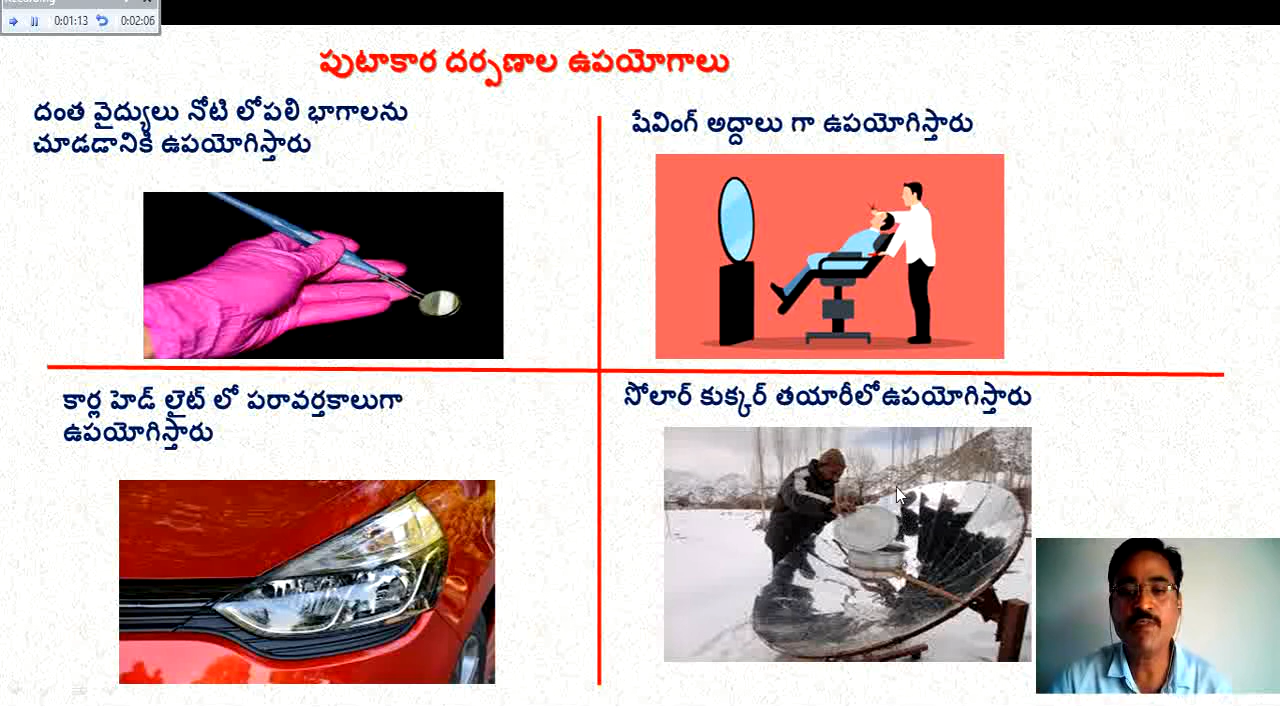 0:01:13 0:02:06
పుటాకార దర్పణాల ఉపయోగాలు
దంత వైద్యులు నోటి లోపలి భాగాలను
చూడడానికి ఉపయోగిస్తారు
షేవింగ్ అద్దాలు గా ఉపయోగిస్తారు
కార్ల హెడ్ లైట్ లో పరావర్తకాలుగా
ఉపయోగిస్తారు
సోలార్ కుక్కర్ తయారీలో ఉపయోగిస్తారు